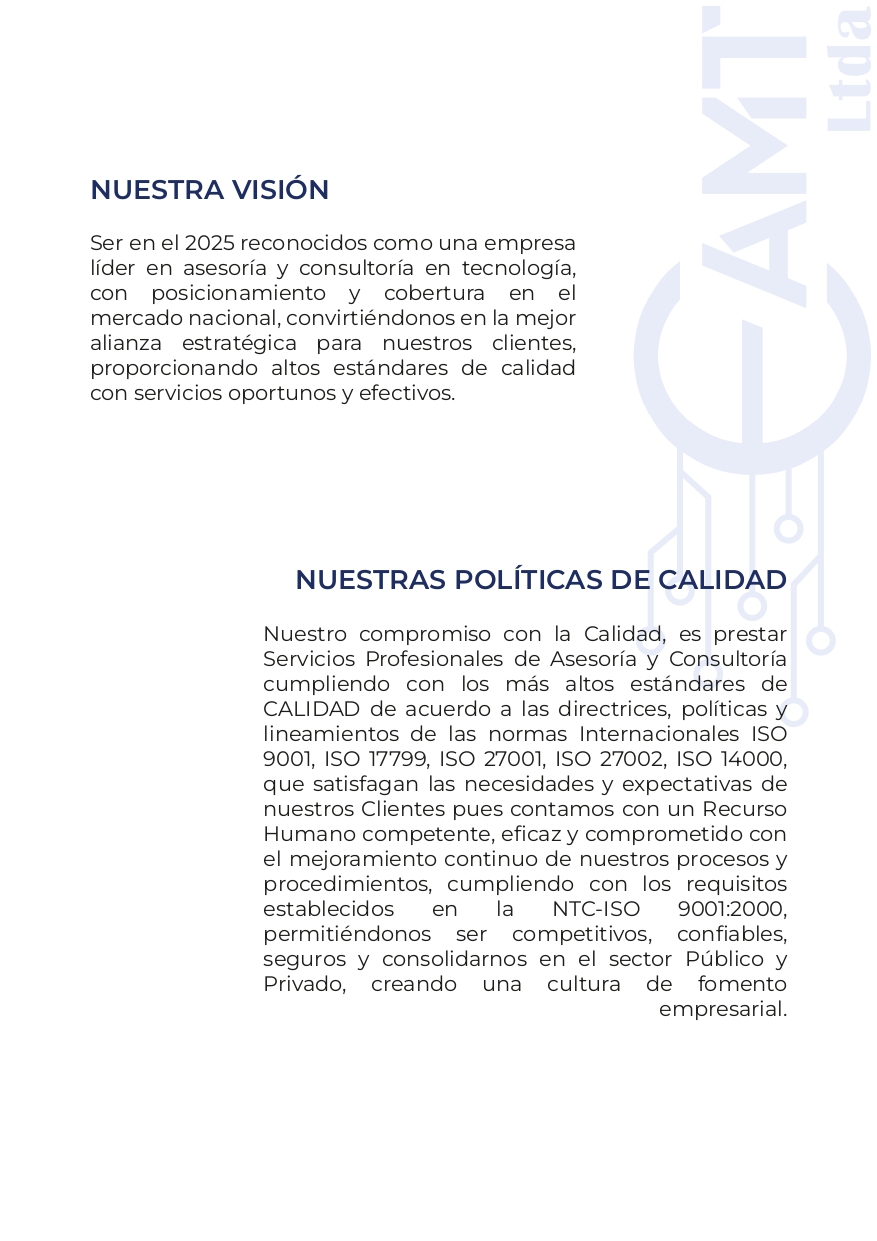 AMT
Ltda
NUESTRA VISIÓN
Ser en el 2025 reconocidos como una empresa
líder en asesoría y consultoría en tecnología,
con posicionamiento y cobertura en el
mercado nacional, convirtiéndonos en la mejor
alianza estratégica para nuestros clientes,
proporcionando altos estándares de calidad
con servicios oportunos y efectivos.
NUESTRAS POLÍTICAS DE CALIDAD
Nuestro compromiso con la Calidad, es prestar
Servicios Profesionales de Asesoría y Consultoría
cumpliendo con los más altos estándares de
CALIDAD de acuerdo a las directrices, políticas y
lineamientos de las normas Internacionales ISO
9001, ISO 17799, ISO 27001, ISO 27002, ISO 14000,
que satisfagan las necesidades y expectativas de
nuestros Clientes pues contamos con un Recurso
Humano competente, eficaz y comprometido con
el mejoramiento continuo de nuestros procesos y
procedimientos, cumpliendo con los requisitos
establecidos en la NTC-ISO 9001:2000,
permitiéndonos ser competitivos, confiables,
seguros y consolidarnos en el sector Público y
Privado, creando una cultura de fomento
empresarial.